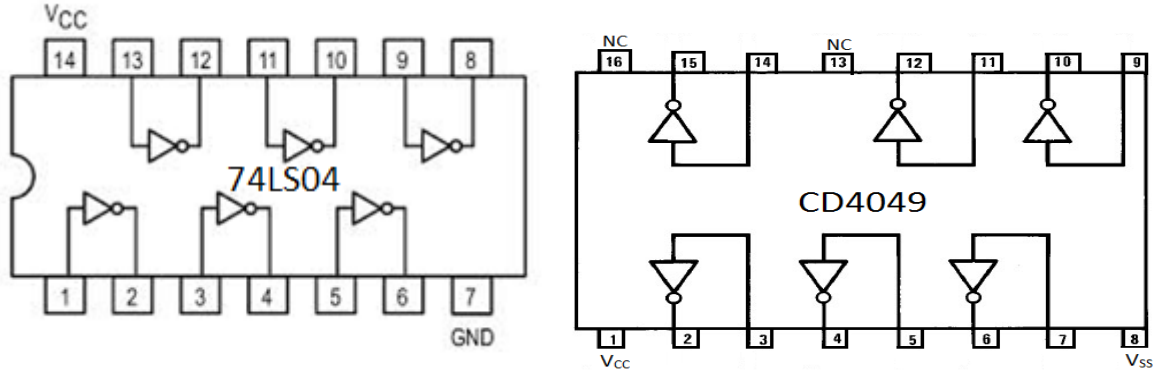 VCC
14 13 12 11 10 9 8
74LS04
1 2 3 4 5 6 7
GND
NC NC
16 15 14 13 12 11 10 9
CD4049
1 2 3 4 5 6 7 8
VCC VSS